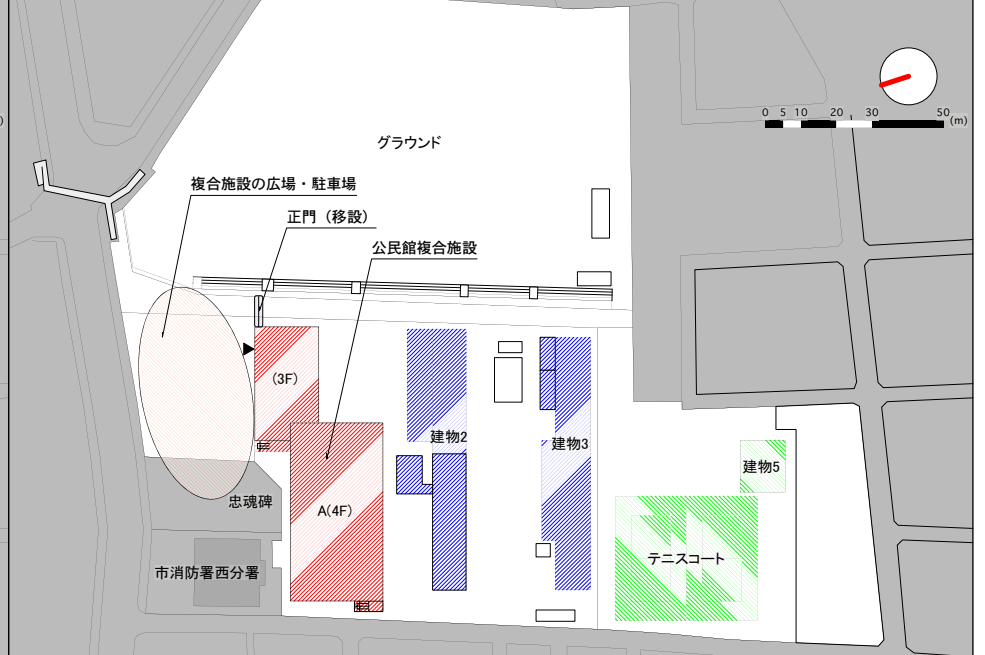 0 5 10 20 30 50(m)
)
グラウンド
複合施設の広場・駐車場
正門（移設）
公民館複合施設
(3F)
建物2
建物3
建物5
忠魂碑
A(4F)
テニスコート
市消防署西分署